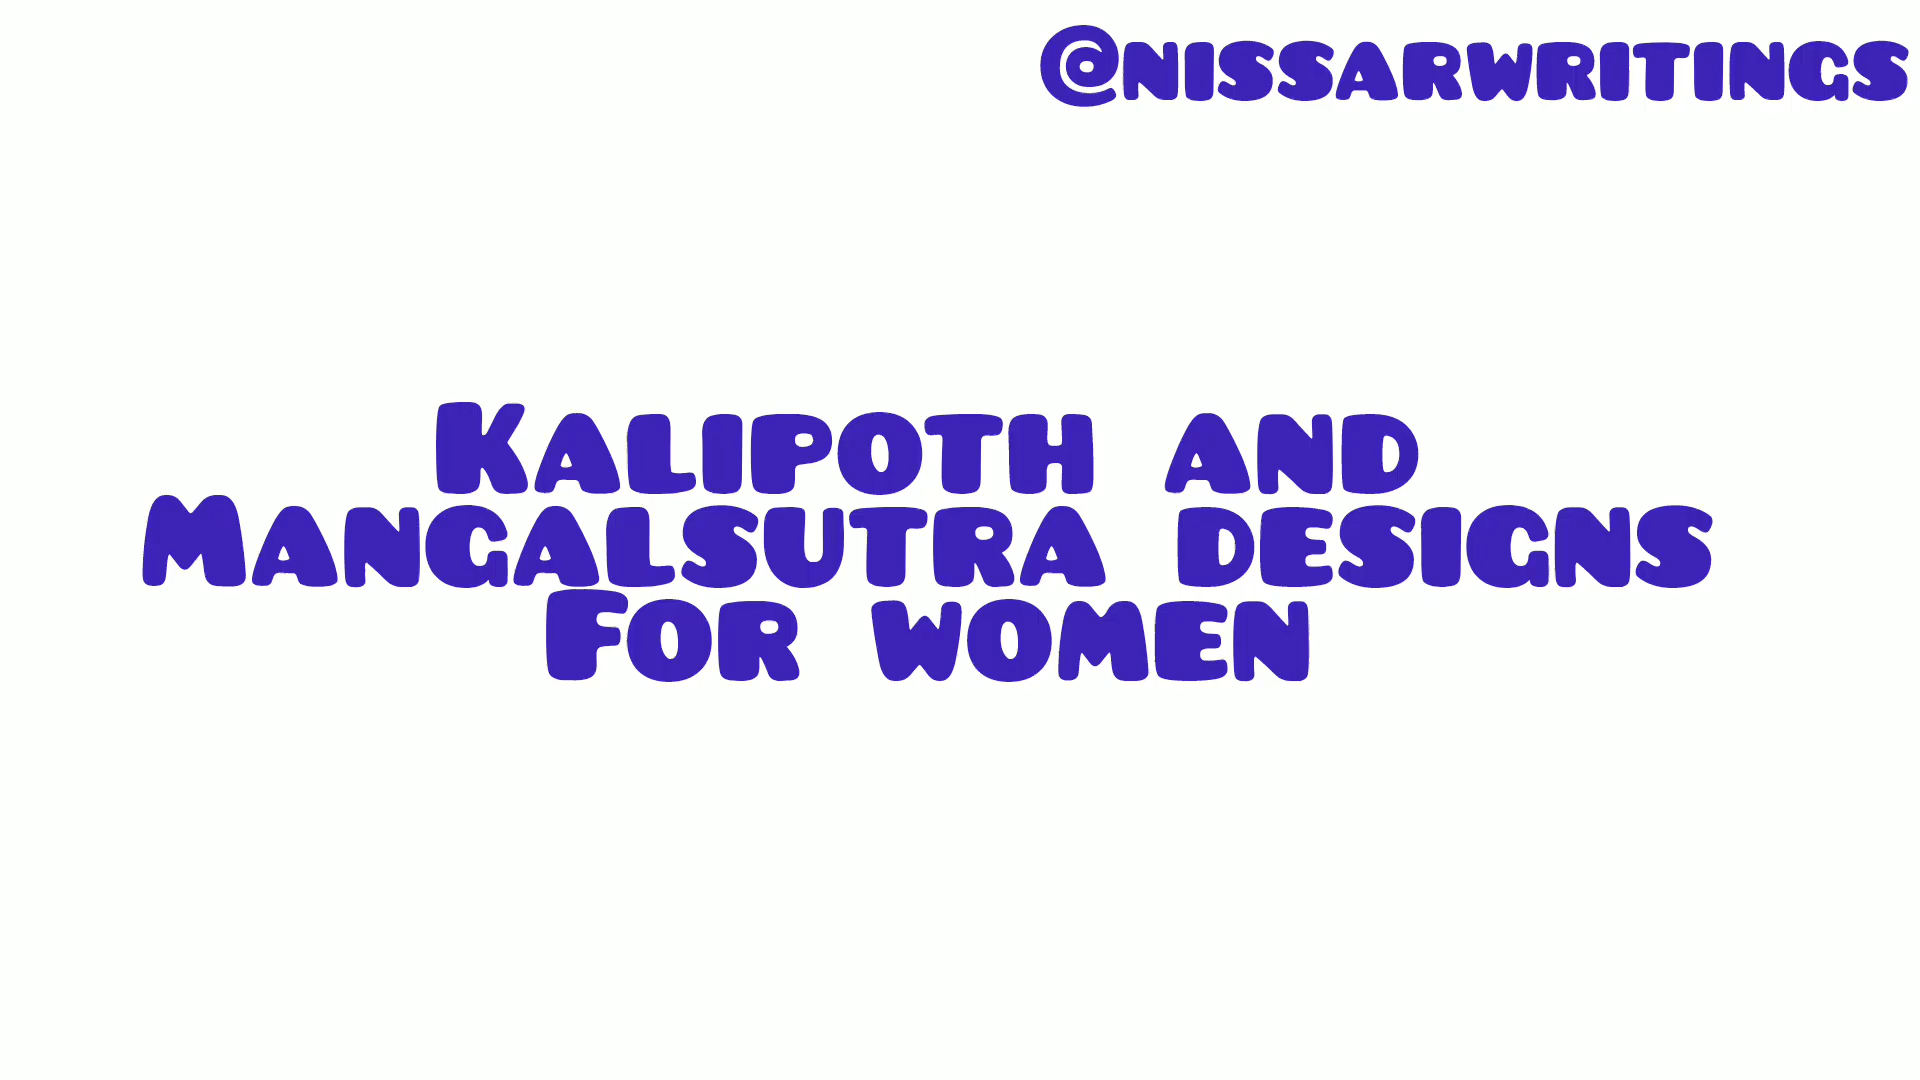 @nissarwritings
Kalipoth and
Mangalsutra designs
For women